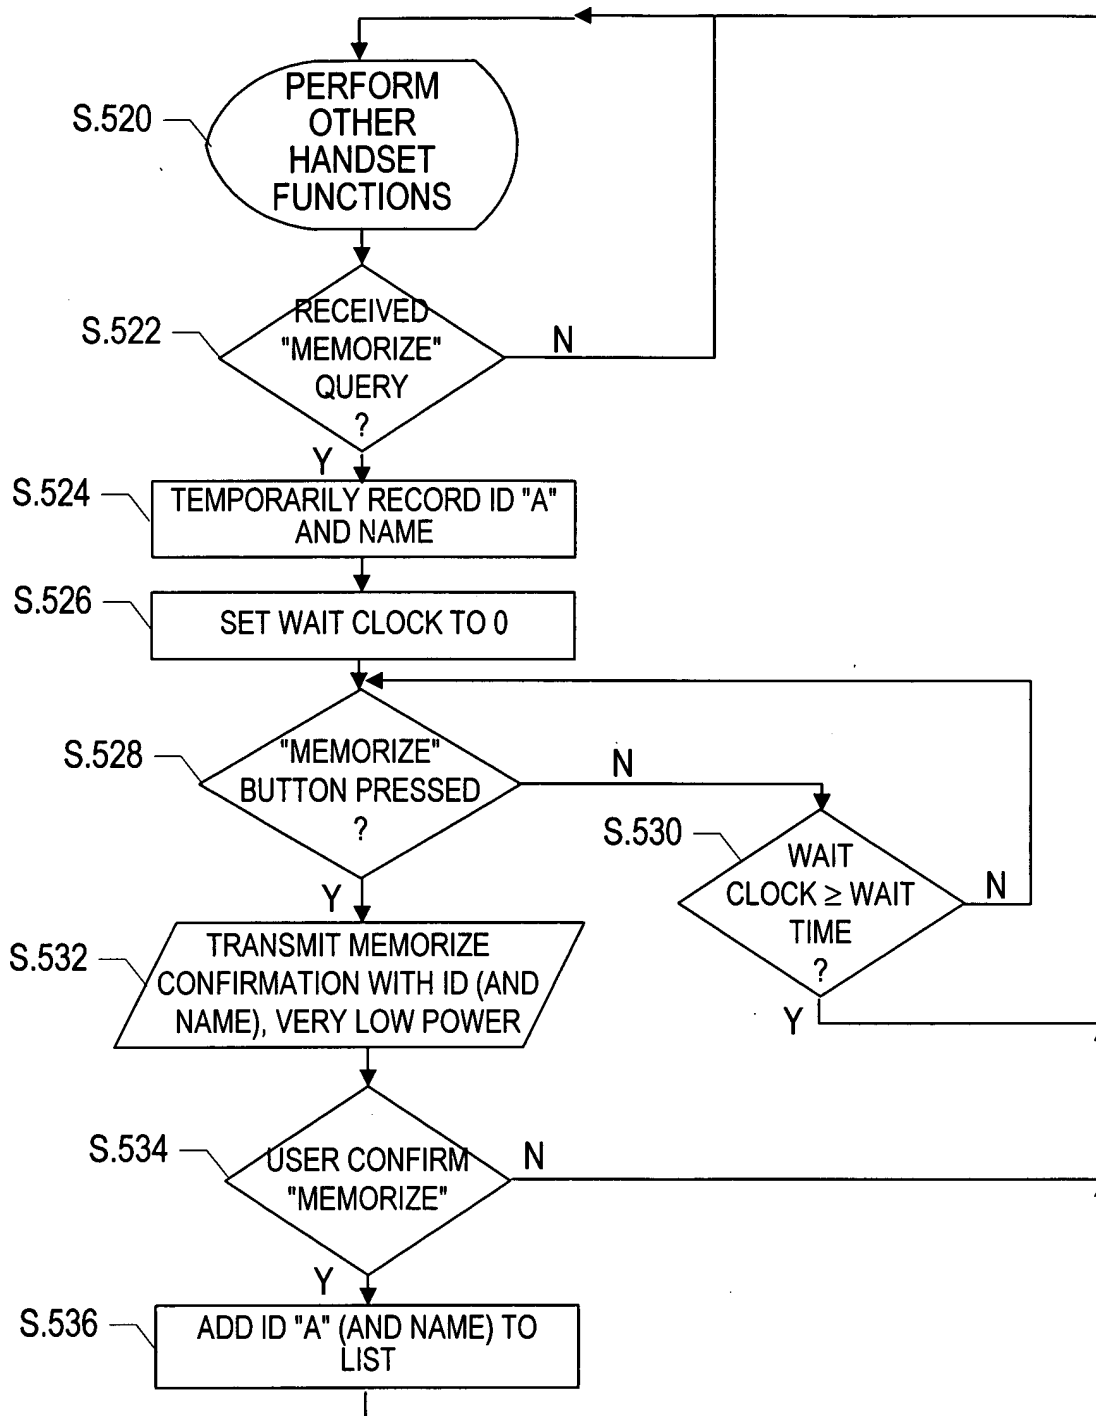 PERFORM
OTHER
HANDSET
FUNCTIONS
S.520
RECEIVED
"MEMORIZE"
QUERY
?
S.522
N
Y
S.524
TEMPORARILY RECORD ID "A"
AND NAME
S.526
SET WAIT CLOCK TO 0
S.528
"MEMORIZE"
BUTTON PRESSED
?
N
S.530
WAIT
CLOCK ≥ WAIT
TIME
?
N
Y
Y
S.532
TRANSMIT MEMORIZE
CONFIRMATION WITH ID (AND
NAME), VERY LOW POWER
S.534
USER CONFIRM
"MEMORIZE"
N
Y
S.536
ADD ID "A" (AND NAME) TO
LIST